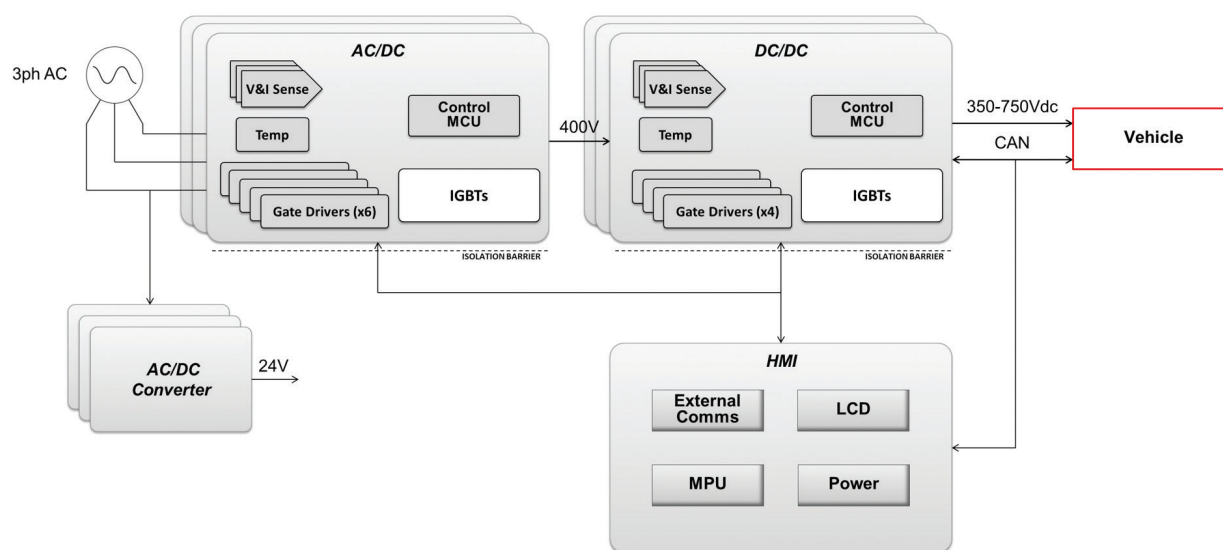 3ph AC
AC/DC
V&I Sense
Temp
Gate Drivers (x6)
Control
MCU
IGBTs
ISOLATION BARRIER
400V
DC/DC
V&I Sense
Temp
Gate Drivers (x4)
Control
MCU
IGBTs
ISOLATION BARRIER
350-750Vdc
CAN
Vehicle
AC/DC
Converter
24V
HMI
External
Comms
LCD
MPU
Power